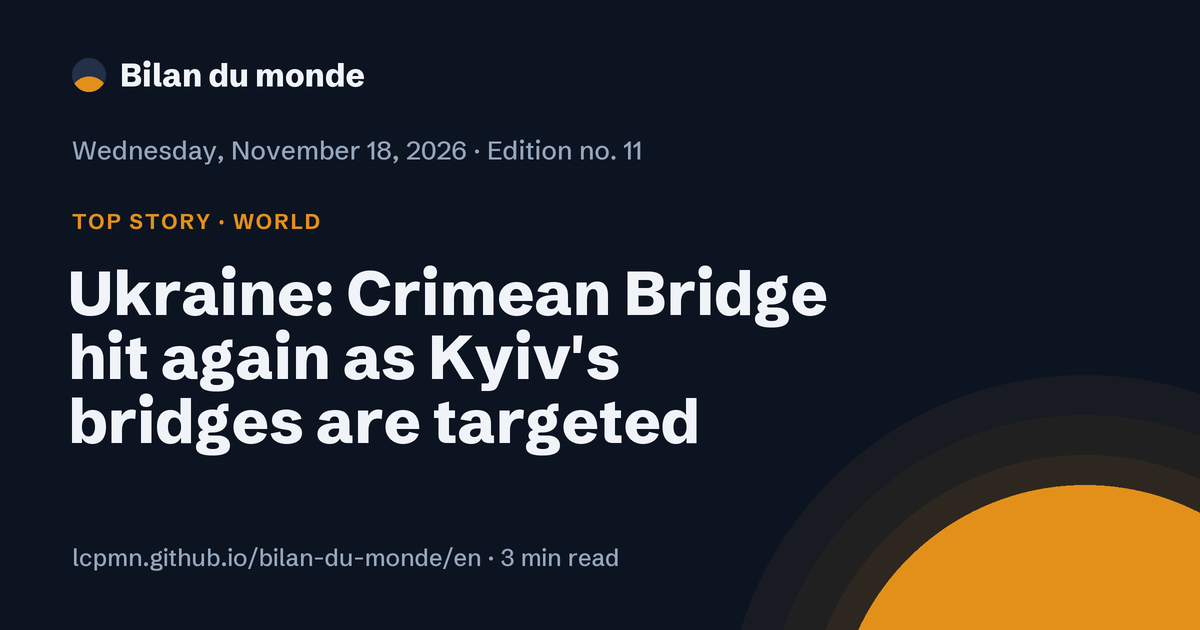 Bilan du monde
Wednesday, November 18, 2026 · Edition no. 11
TOP STORY · WORLD
Ukraine: Crimean Bridge
hit again as Kyiv's
bridges are targeted
lcpmn.github.io/bilan-du-monde/en · 3 min read